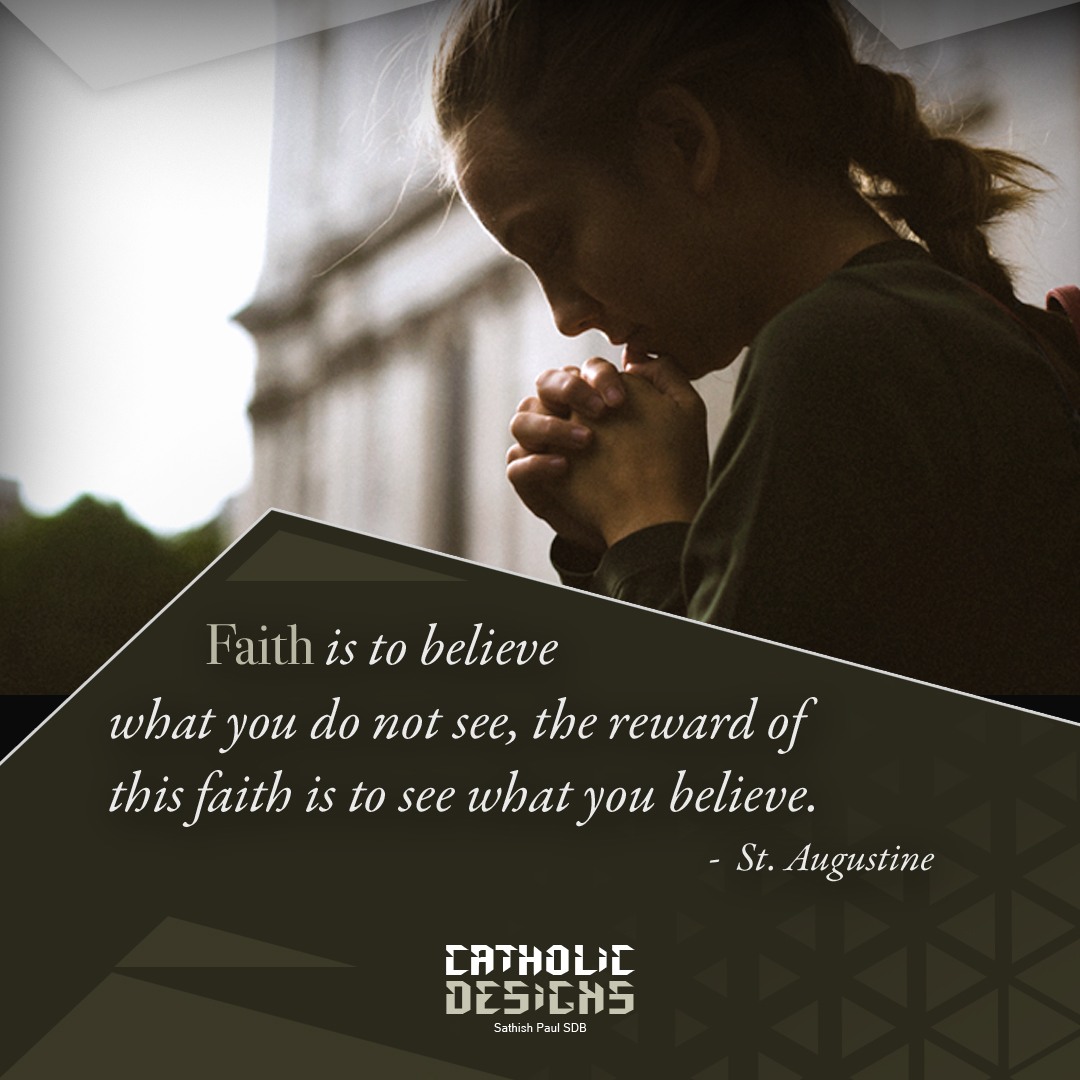 Faith is to believe
what you do not see, the reward of
this faith is to see what you believe.
- St. Augustine
CATHOLIC
DESIGNS
Sathish Paul SDB